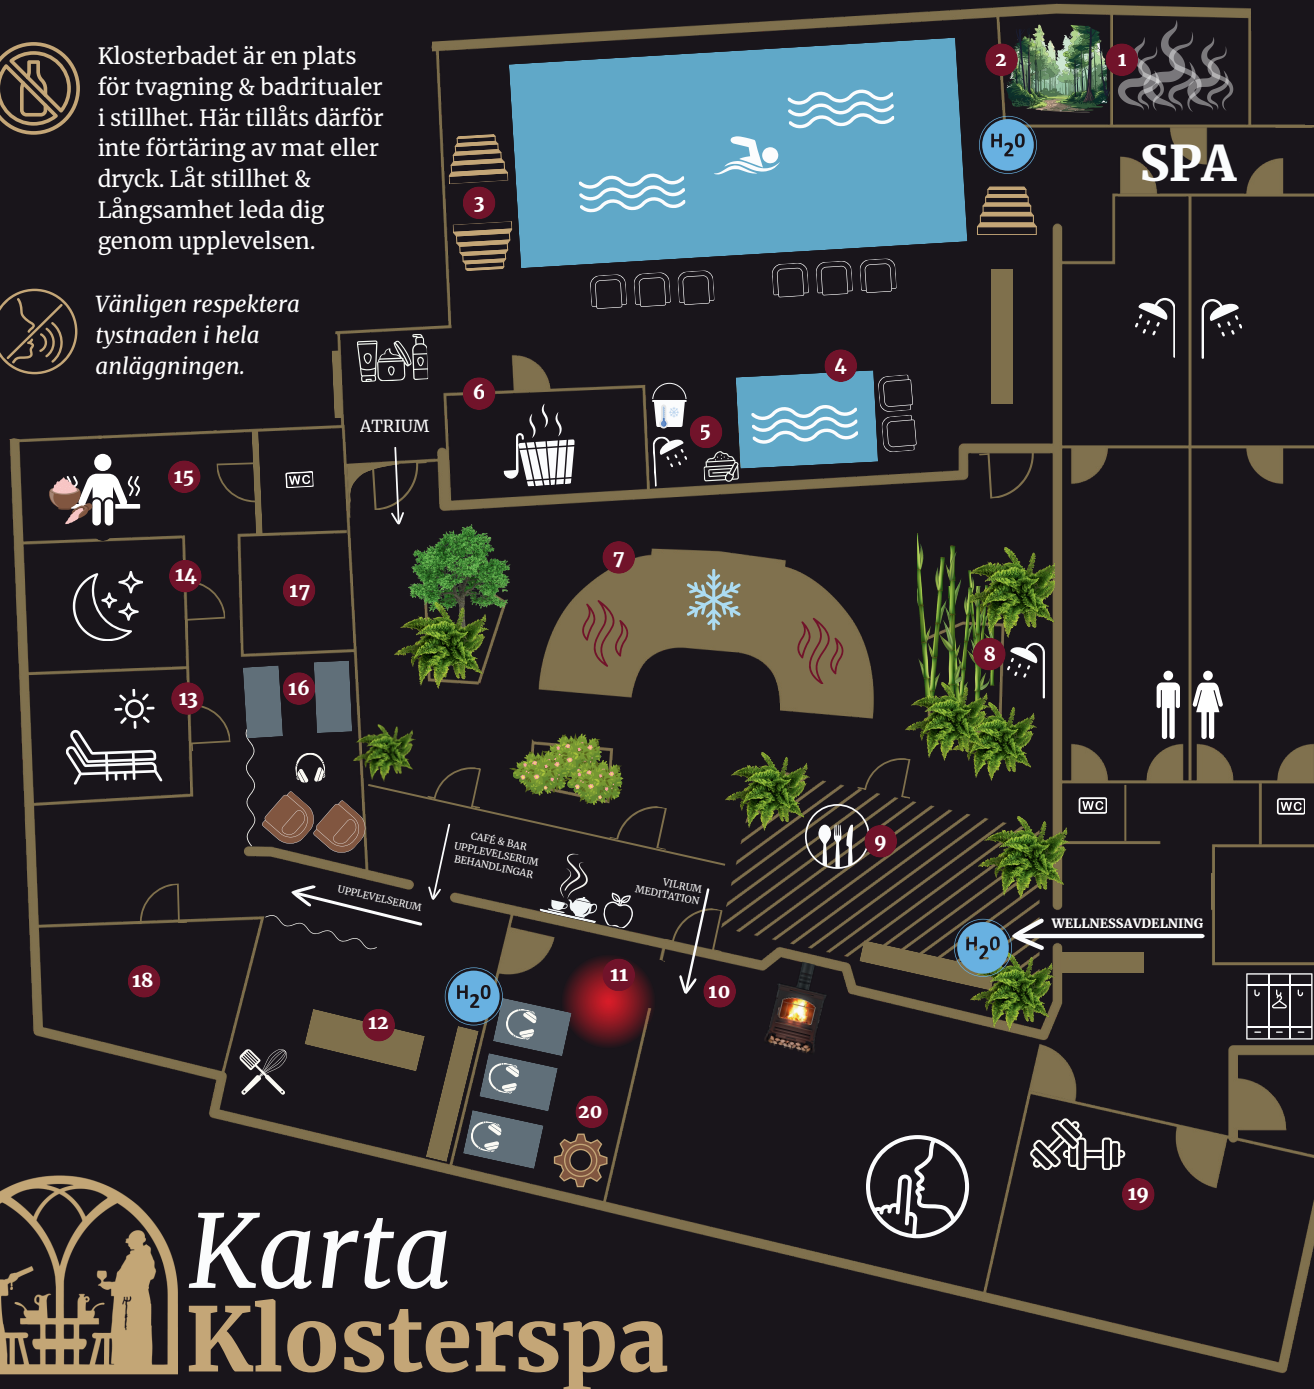 Klosterbadet är en plats
för tvagning & badritualer
i stillhet. Här tillåts därför
inte förtäring av mat eller
dryck. Låt stillhet &
Långsamhet leda dig
genom upplevelsen.
Vänligen respektera
tystnaden i hela
anläggningen.
2
1
H20
SPA
3
4
6
5
ATRIUM
15
WC
14
17
7
8
16
13
WC
WC
CAFÉ & BAR
UPPLEVELSERUM
BEHANDLINGAR
9
VILRUM
MEDITATION
UPPLEVELSERUM
WELLNESSAVDELNING
H20
18
11
10
H20
12
20
19
Karta
Klosterspa